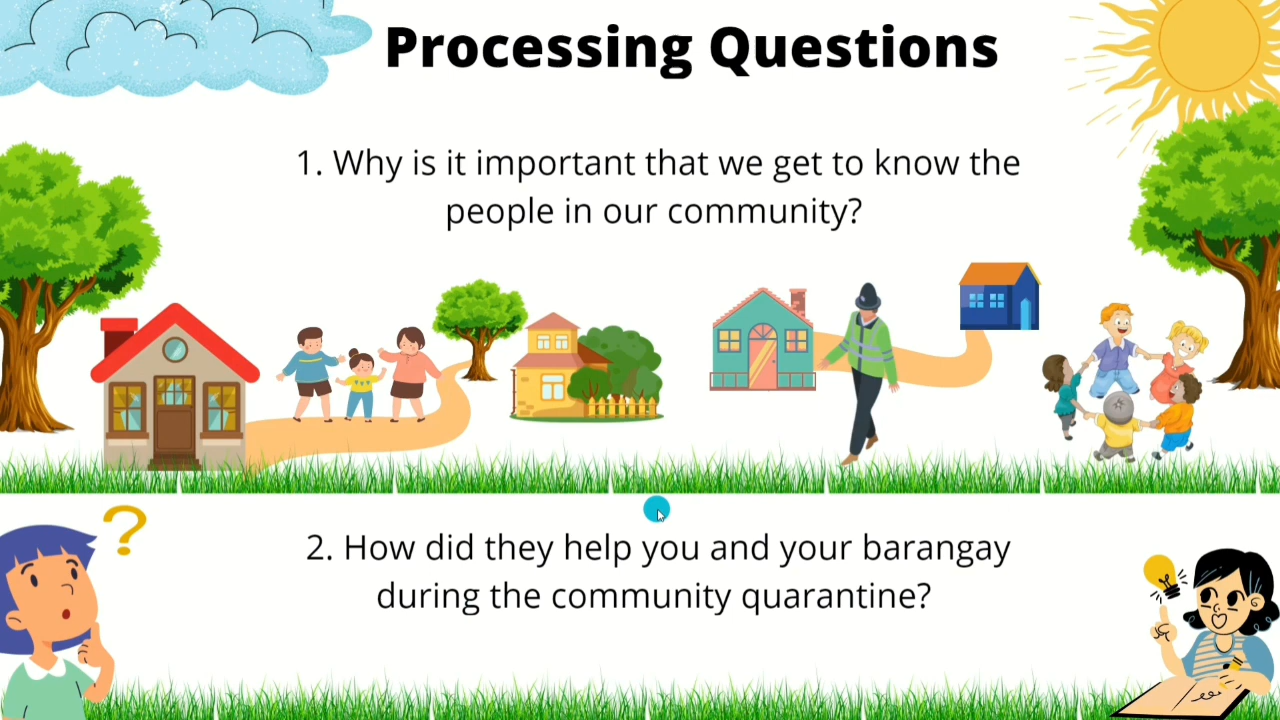 Processing Questions
1. Why is it important that we get to know the
people in our community?
?
2. How did they help you and your barangay
during the community quarantine?